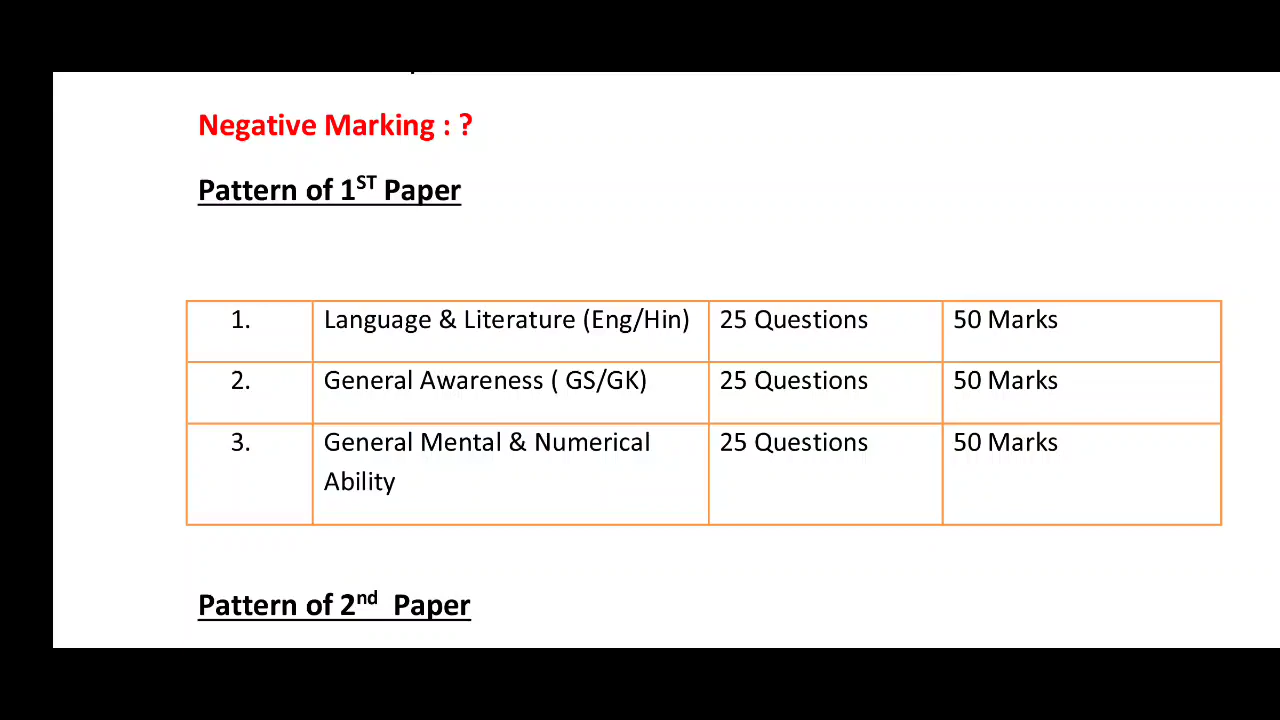 Negative Marking : ?
Pattern of 1ST Paper
1. Language & Literature (Eng/Hin) 25 Questions 50 Marks
2. General Awareness ( GS/GK) 25 Questions 50 Marks
3. General Mental & Numerical 25 Questions 50 Marks
Ability
Pattern of 2nd Paper